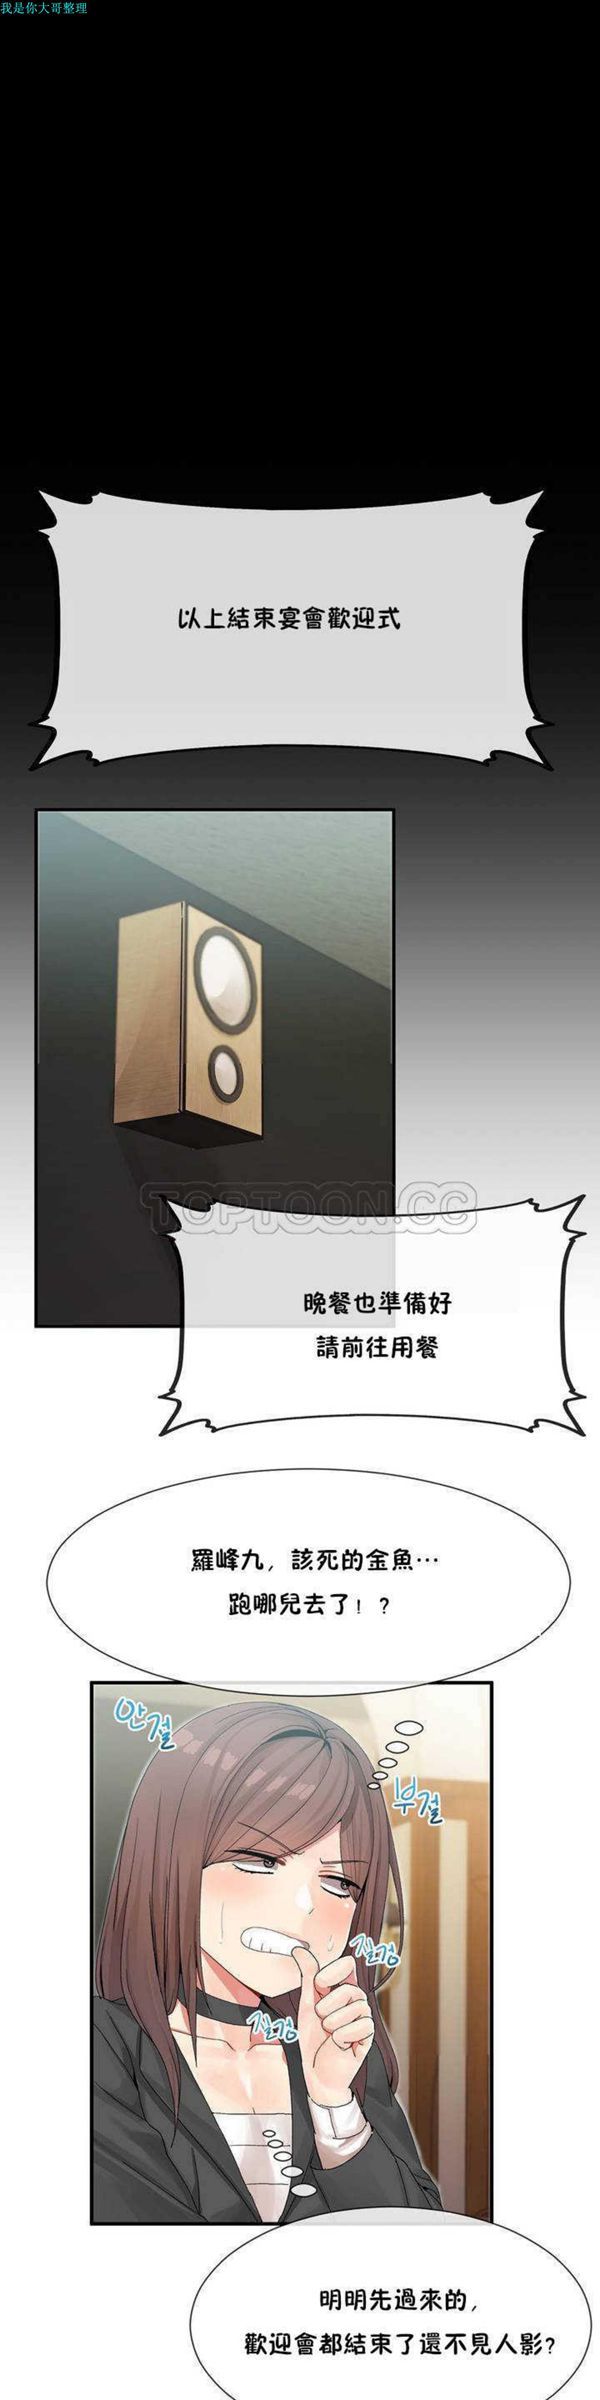 我是你大哥整理
以上結束宴會歡迎式
TOPTOON.CC
晚餐也準備好
請前往用餐
羅峰九，該死的金魚…
跑哪兒去了！？
안절
부절
질겅
질겅
明明先過來的，
歡迎會都結束了還不見人影？